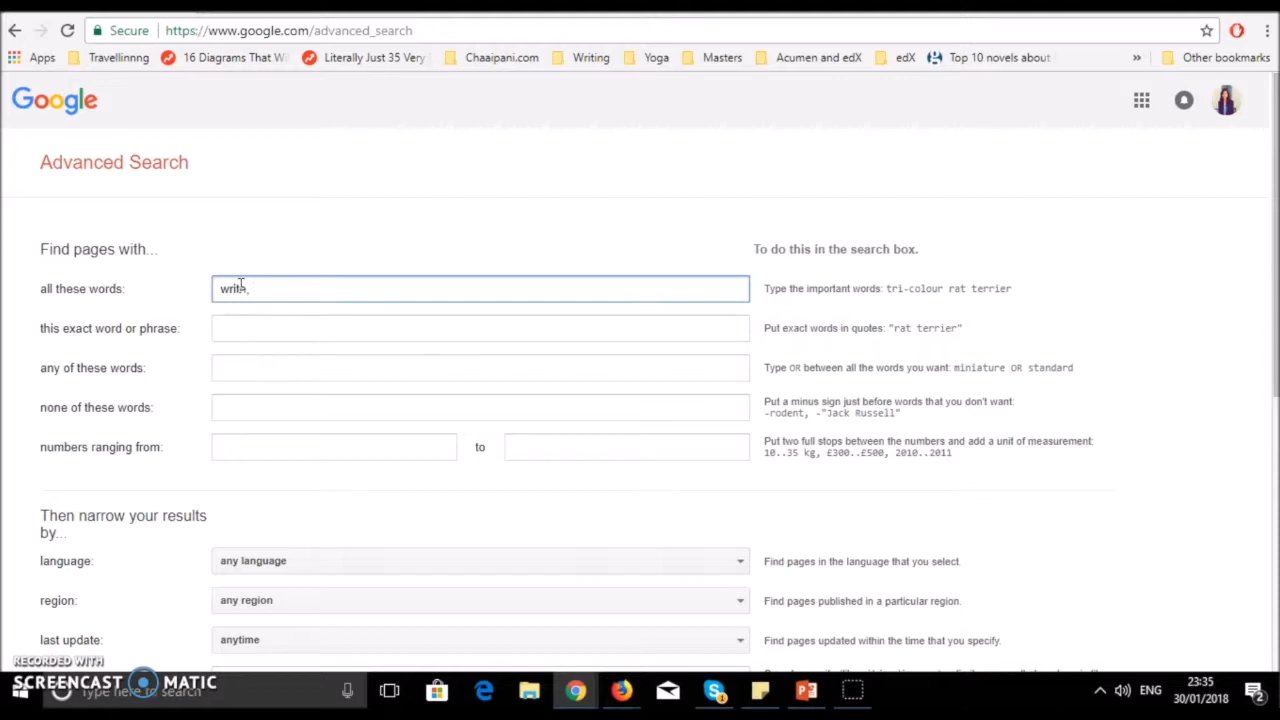 Secure https://www.google.com/advanced_search
Apps Travellinnng 16 Diagrams That Literally Just 35 Very Chaaipani.com Writing Yoga Masters Acumen and edX edX Top 10 novels about » Other bookmarks
Google
Advanced Search
Find pages with... To do this in the search box.
all these words: Type the important words: tri-colour rat terrier
this exact word or phrase: Put exact words in quotes: "rat terrier"
any of these words: Type OR between all the words you want: miniature OR standard
none of these words: Put a minus sign just before words that you don't want:
-rodent, -"Jack Russell"
numbers ranging from: to Put two full stops between the numbers and add a unit of measurement:
10..35 kg, £300..£500, 2010..2011
Then narrow your results
by...
language: any language Find pages in the language that you select.
region: any region Find pages published in a particular region.
last update: anytime Find pages updated within the time that you specify.
RECORDED WITH
SCREENCAST MATIC
Type here to search
ENG
23:35
30/01/2018